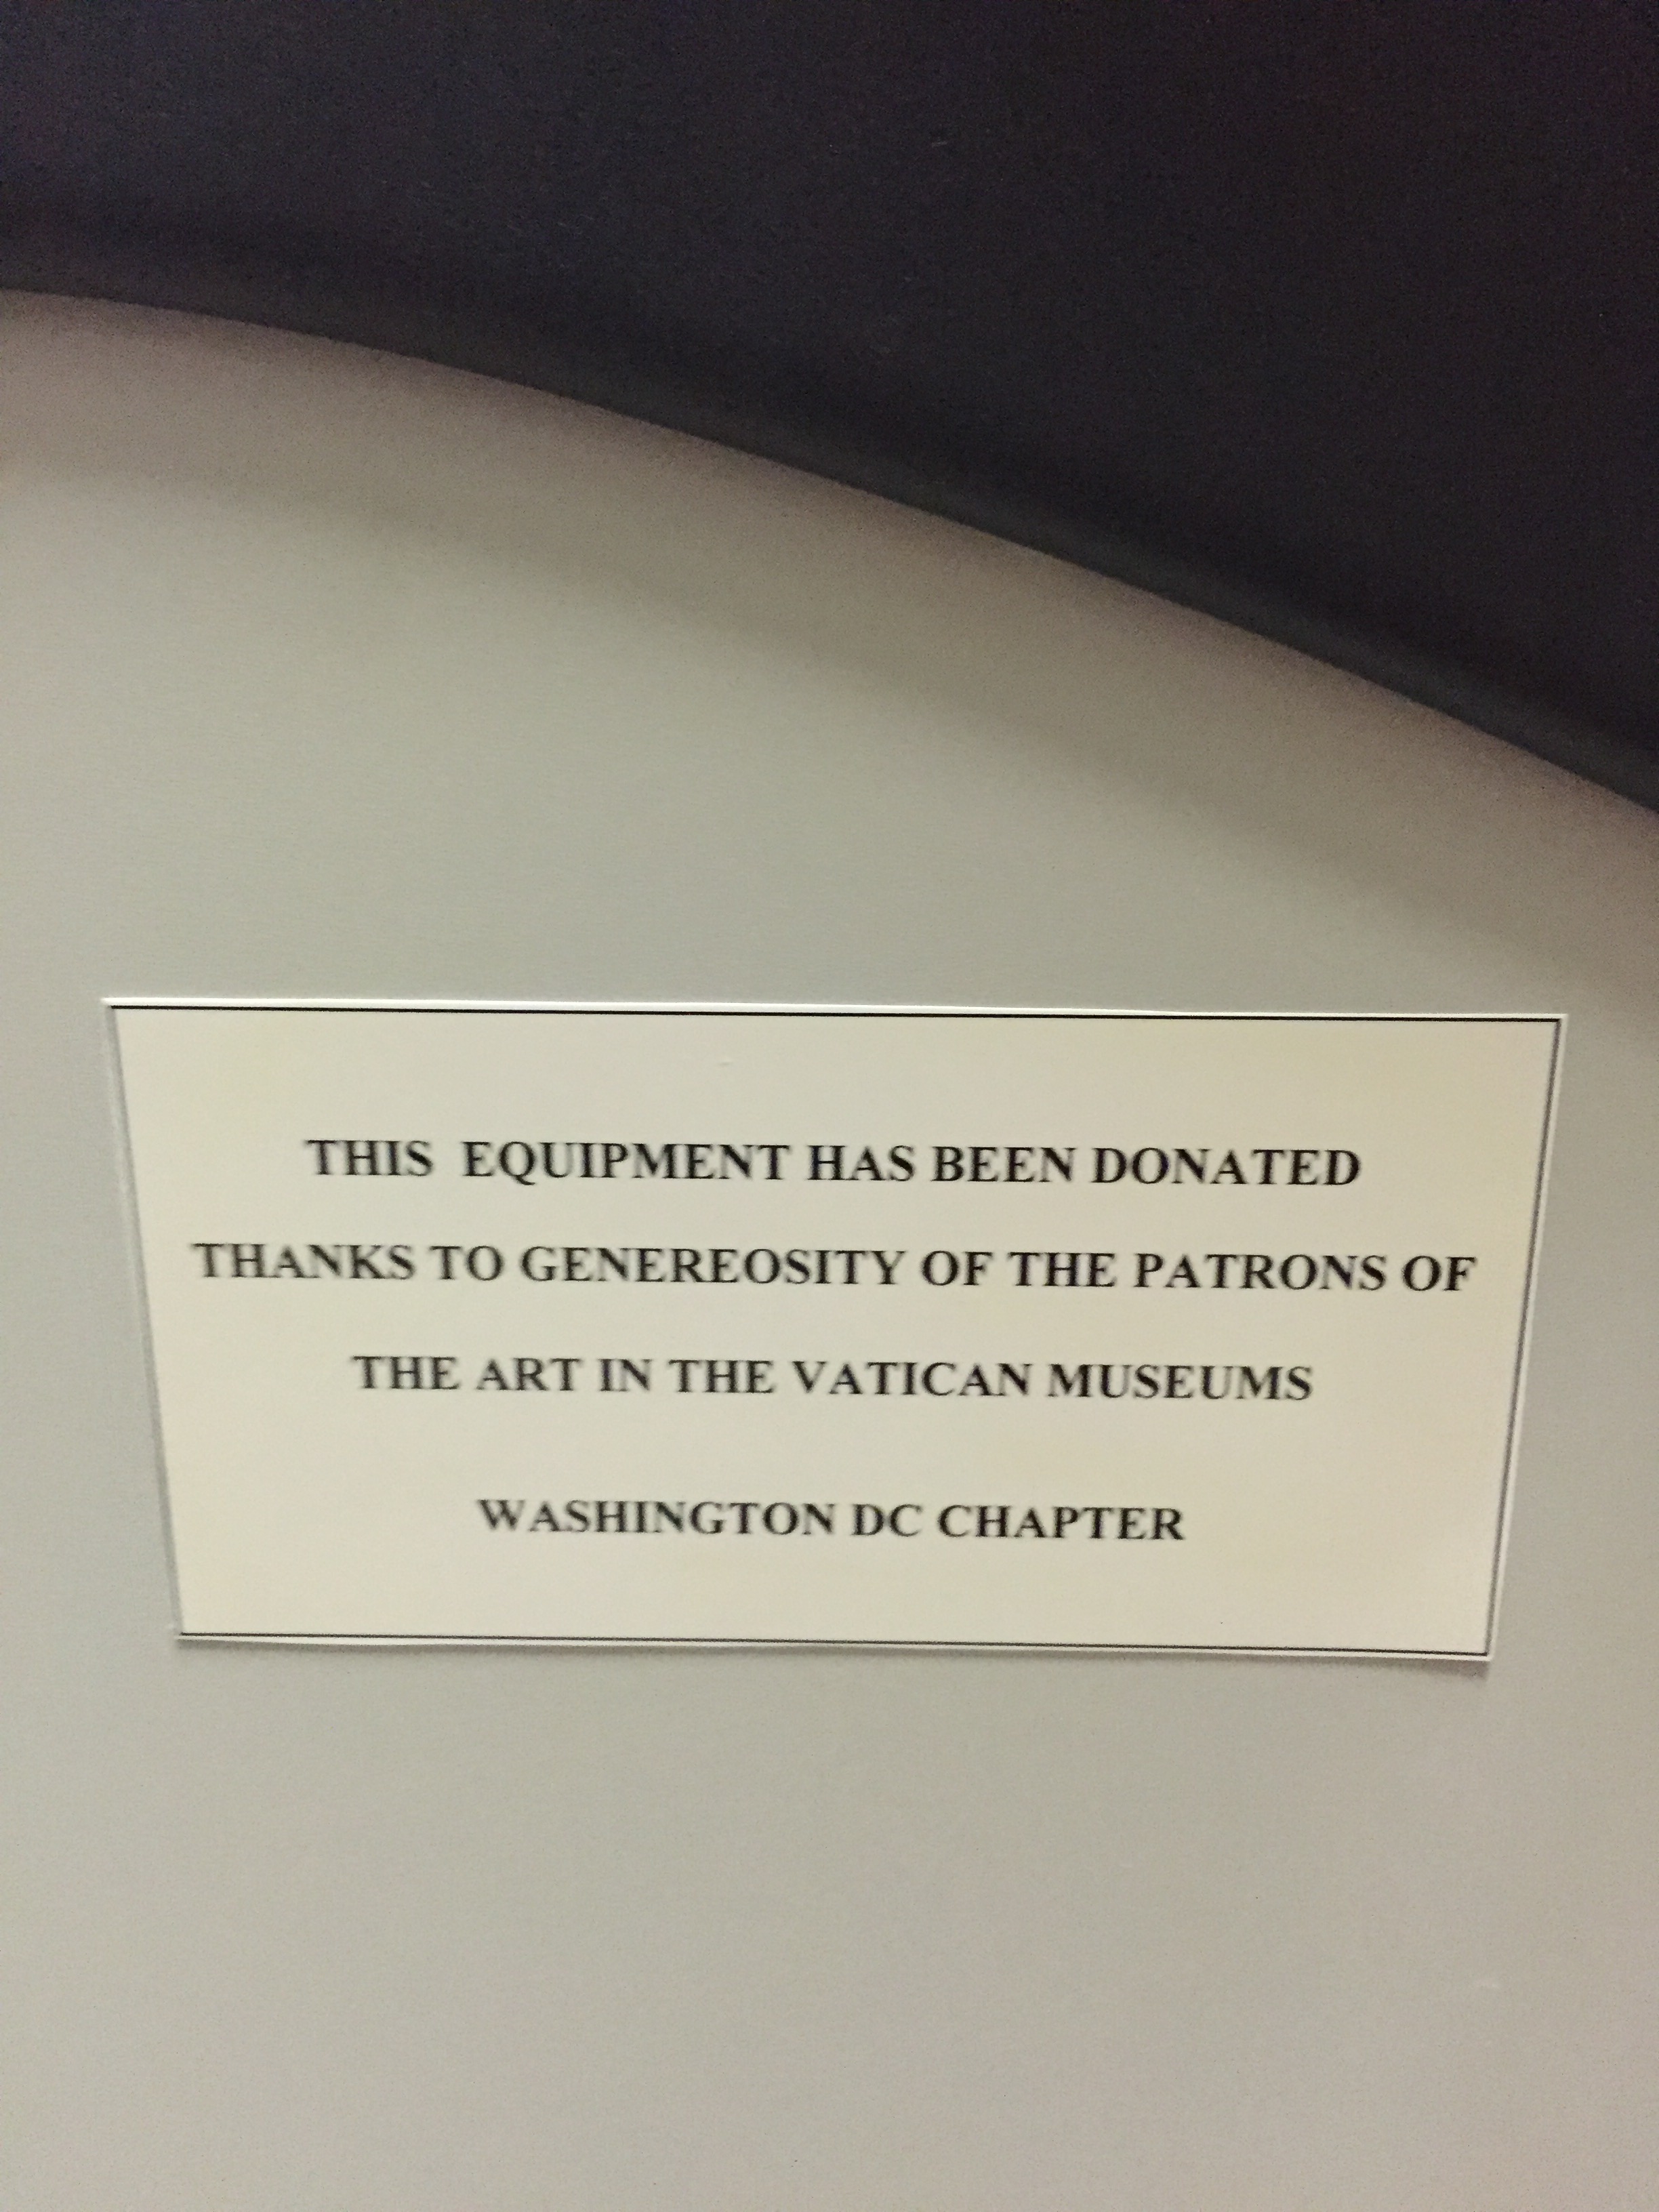 THIS EQUIPMENT HAS BEEN DONATED
THANKS TO GENEREOSITY OF THE PATRONS OF
THE ART IN THE VATICAN MUSEUMS
WASHINGTON DC CHAPTER